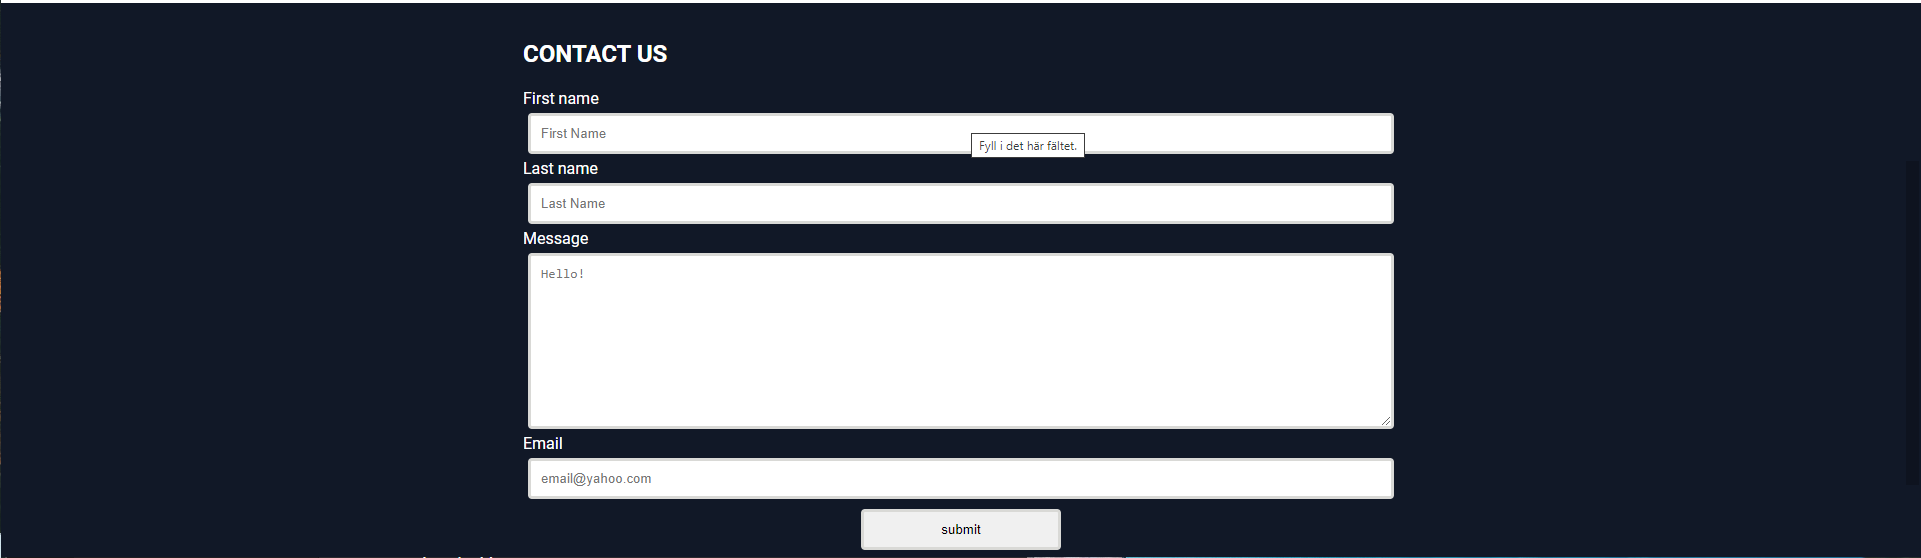 CONTACT US
First name
First Name
Fyll i det här fältet.
Last name
Last Name
Message
Hello!
Email
email@yahoo.com
submit